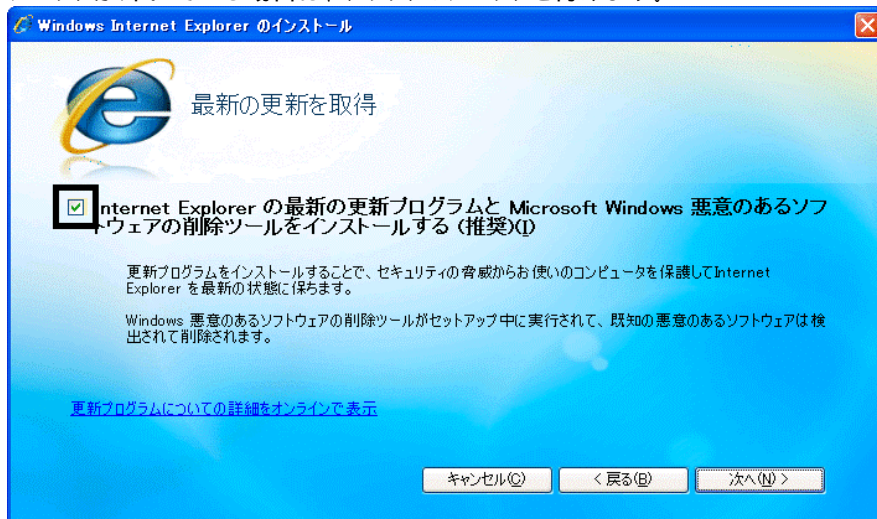 Windows Internet Explorer のインストール
最新の更新を取得
nternet Explorer の最新の更新プログラムと Microsoft Windows 悪意のあるソフ
トウェアの削除ツールをインストールする (推奨)(I)
更新プログラムをインストールすることで、セキュリティの脅威からお使いのコンピュータを保護してInternet
Explorer を最新の状態に保ちます。
Windows 悪意のあるソフトウェアの削除ツールがセットアップ中に実行されて、既知の悪意のあるソフトウェアは検
出されて削除されます。
更新プログラムについての詳細をオンラインで表示
キャンセル(C) < 戻る(B) 次へ(N) >